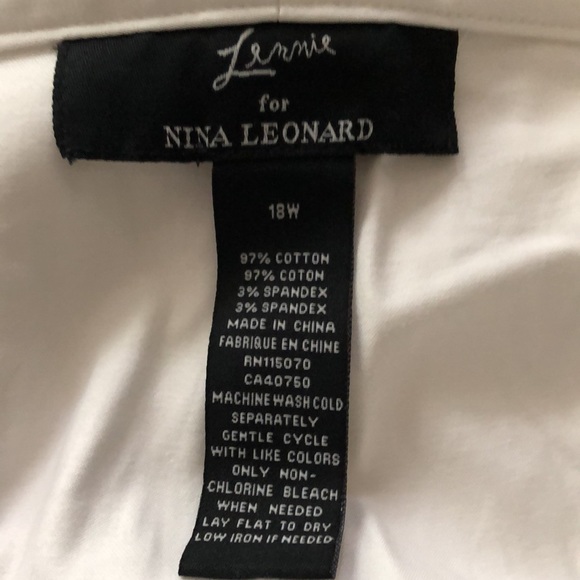 Lennie
for
NINA LEONARD
18W
97% COTTON
97% COTON
3% SPANDEX
3% SPANDEX
MADE IN CHINA
FABRIQUE EN CHINE
RN115070
CA40750
MACHINE WASH COLD
SEPARATELY
GENTLE CYCLE
WITH LIKE COLORS
ONLY NON-
CHLORINE BLEACH
WHEN NEEDED
LAY FLAT TO DRY
LOW IRON IF NEEDED